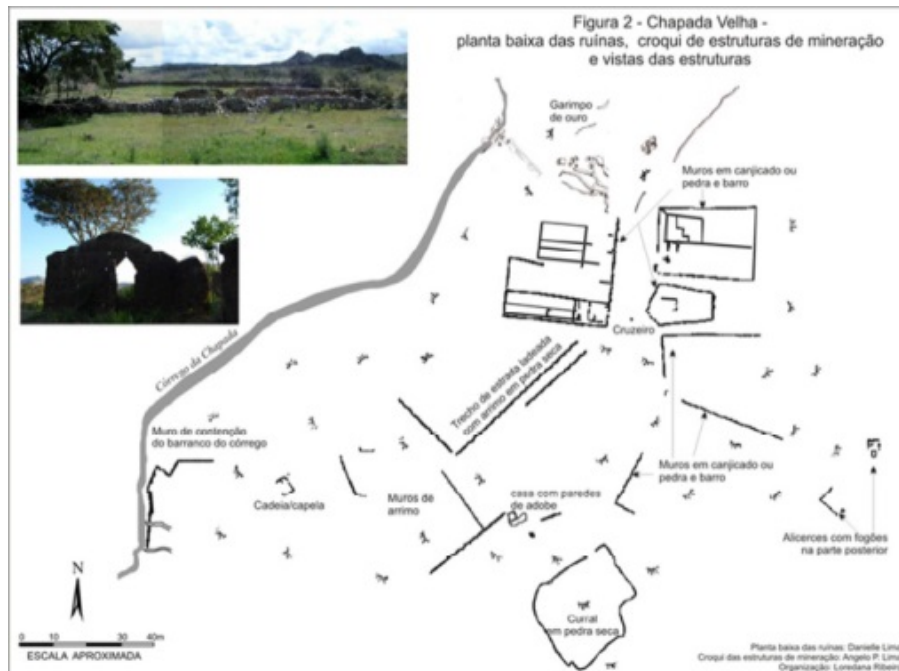 Figura 2 - Chapada Velha -
planta baixa das ruínas, croqui de estruturas de mineração
e vistas das estruturas
Garimpo
de ouro
Muros em canjicado ou
pedra e barro
Cruzeiro
Córrego da Chapada
Trecho de estrada ladeada
com arrimo em pedra seca
Muro de contenção
do barranco do córrego
Cadeia/capela
Muros de
arrimo
casa com paredes
de adobe
Muros em canjicado ou
pedra e barro
Alicerces com fogões
na parte posterior
Curral
em pedra seca
N
0 10 20 30 40m
ESCALA APROXIMADA
Planta baixa das ruínas: Danielle Lima
Croqui das estruturas de mineração: Angelo P. Lima
Organização: Loredana Ribeiro